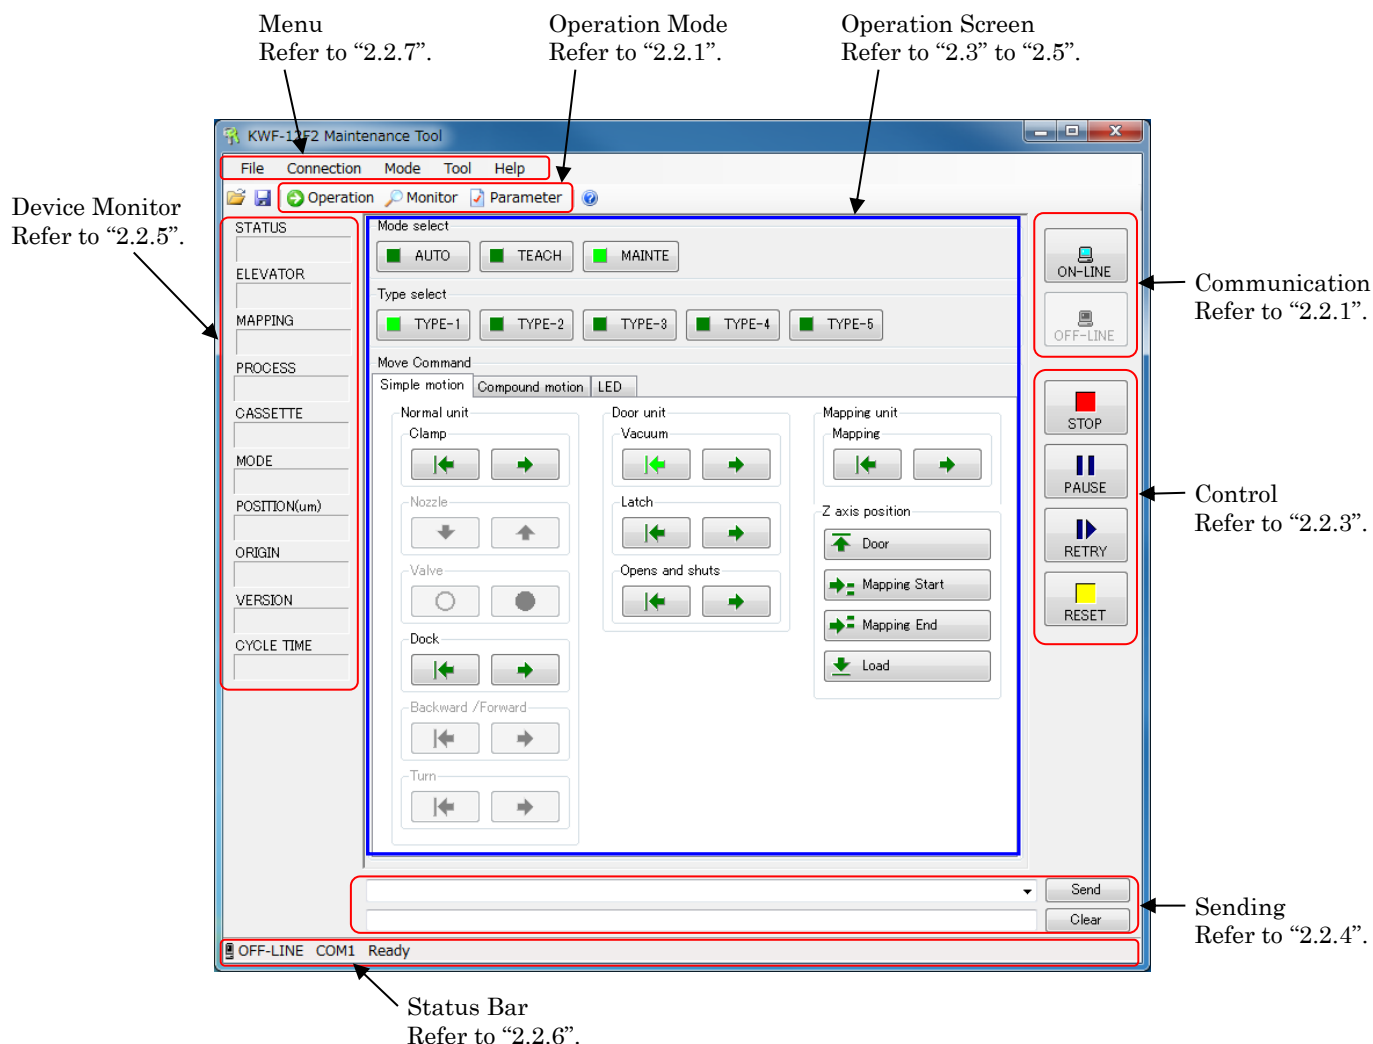 Menu
Refer to “2.2.7”.
Operation Mode
Refer to “2.2.1”.
Operation Screen
Refer to “2.3” to “2.5”.
KWF-12F2 Maintenance Tool
File Connection Mode Tool Help
Operation Monitor Parameter
Device Monitor
Refer to “2.2.5”.
STATUS
ELEVATOR
MAPPING
PROCESS
CASSETTE
MODE
POSITION(um)
ORIGIN
VERSION
CYCLE TIME
Mode select
AUTO TEACH MAINTE
Type select
TYPE-1 TYPE-2 TYPE-3 TYPE-4 TYPE-5
Move Command
Simple motion Compound motion LED
Normal unit
Clamp
Nozzle
Valve
Dock
Backward /Forward
Turn
Door unit
Vacuum
Latch
Opens and shuts
Mapping unit
Mapping
Z axis position
Door
Mapping Start
Mapping End
Load
ON-LINE
OFF-LINE
Communication
Refer to “2.2.1”.
STOP
PAUSE
RETRY
RESET
Control
Refer to “2.2.3”.
Send
Clear
Sending
Refer to “2.2.4”.
OFF-LINE COM1 Ready
Status Bar
Refer to “2.2.6”.